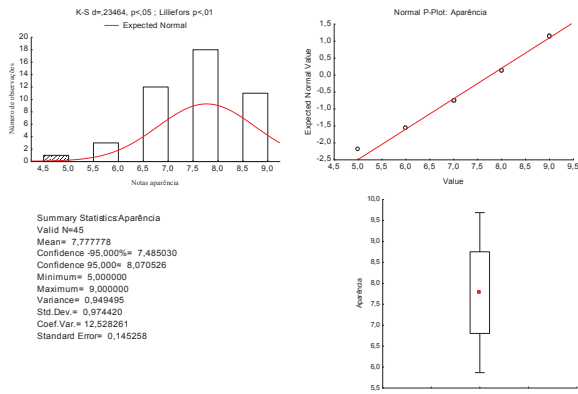 K-S d=,23464, p<,05 ; Lilliefors p<,01
Expected Normal
Número de observações
20
18
16
14
12
10
8
6
4
2
0
4,5 5,0 5,5 6,0 6,5 7,0 7,5 8,0 8,5 9,0
Notas aparência
Normal P-Plot: Aparência
Expected Normal Value
1,5
1,0
0,5
0,0
-0,5
-1,0
-1,5
-2,0
-2,5
4,5 5,0 5,5 6,0 6,5 7,0 7,5 8,0 8,5 9,0 9,5
Value
Summary Statistics:Aparência
Valid N=45
Mean= 7,777778
Confidence -95,000%= 7,485030
Confidence 95,000= 8,070526
Minimum= 5,000000
Maximum= 9,000000
Variance= 0,949495
Std.Dev.= 0,974420
Coef.Var.= 12,528261
Standard Error= 0,145258
Aparência
10,0
9,5
9,0
8,5
8,0
7,5
7,0
6,5
6,0
5,5